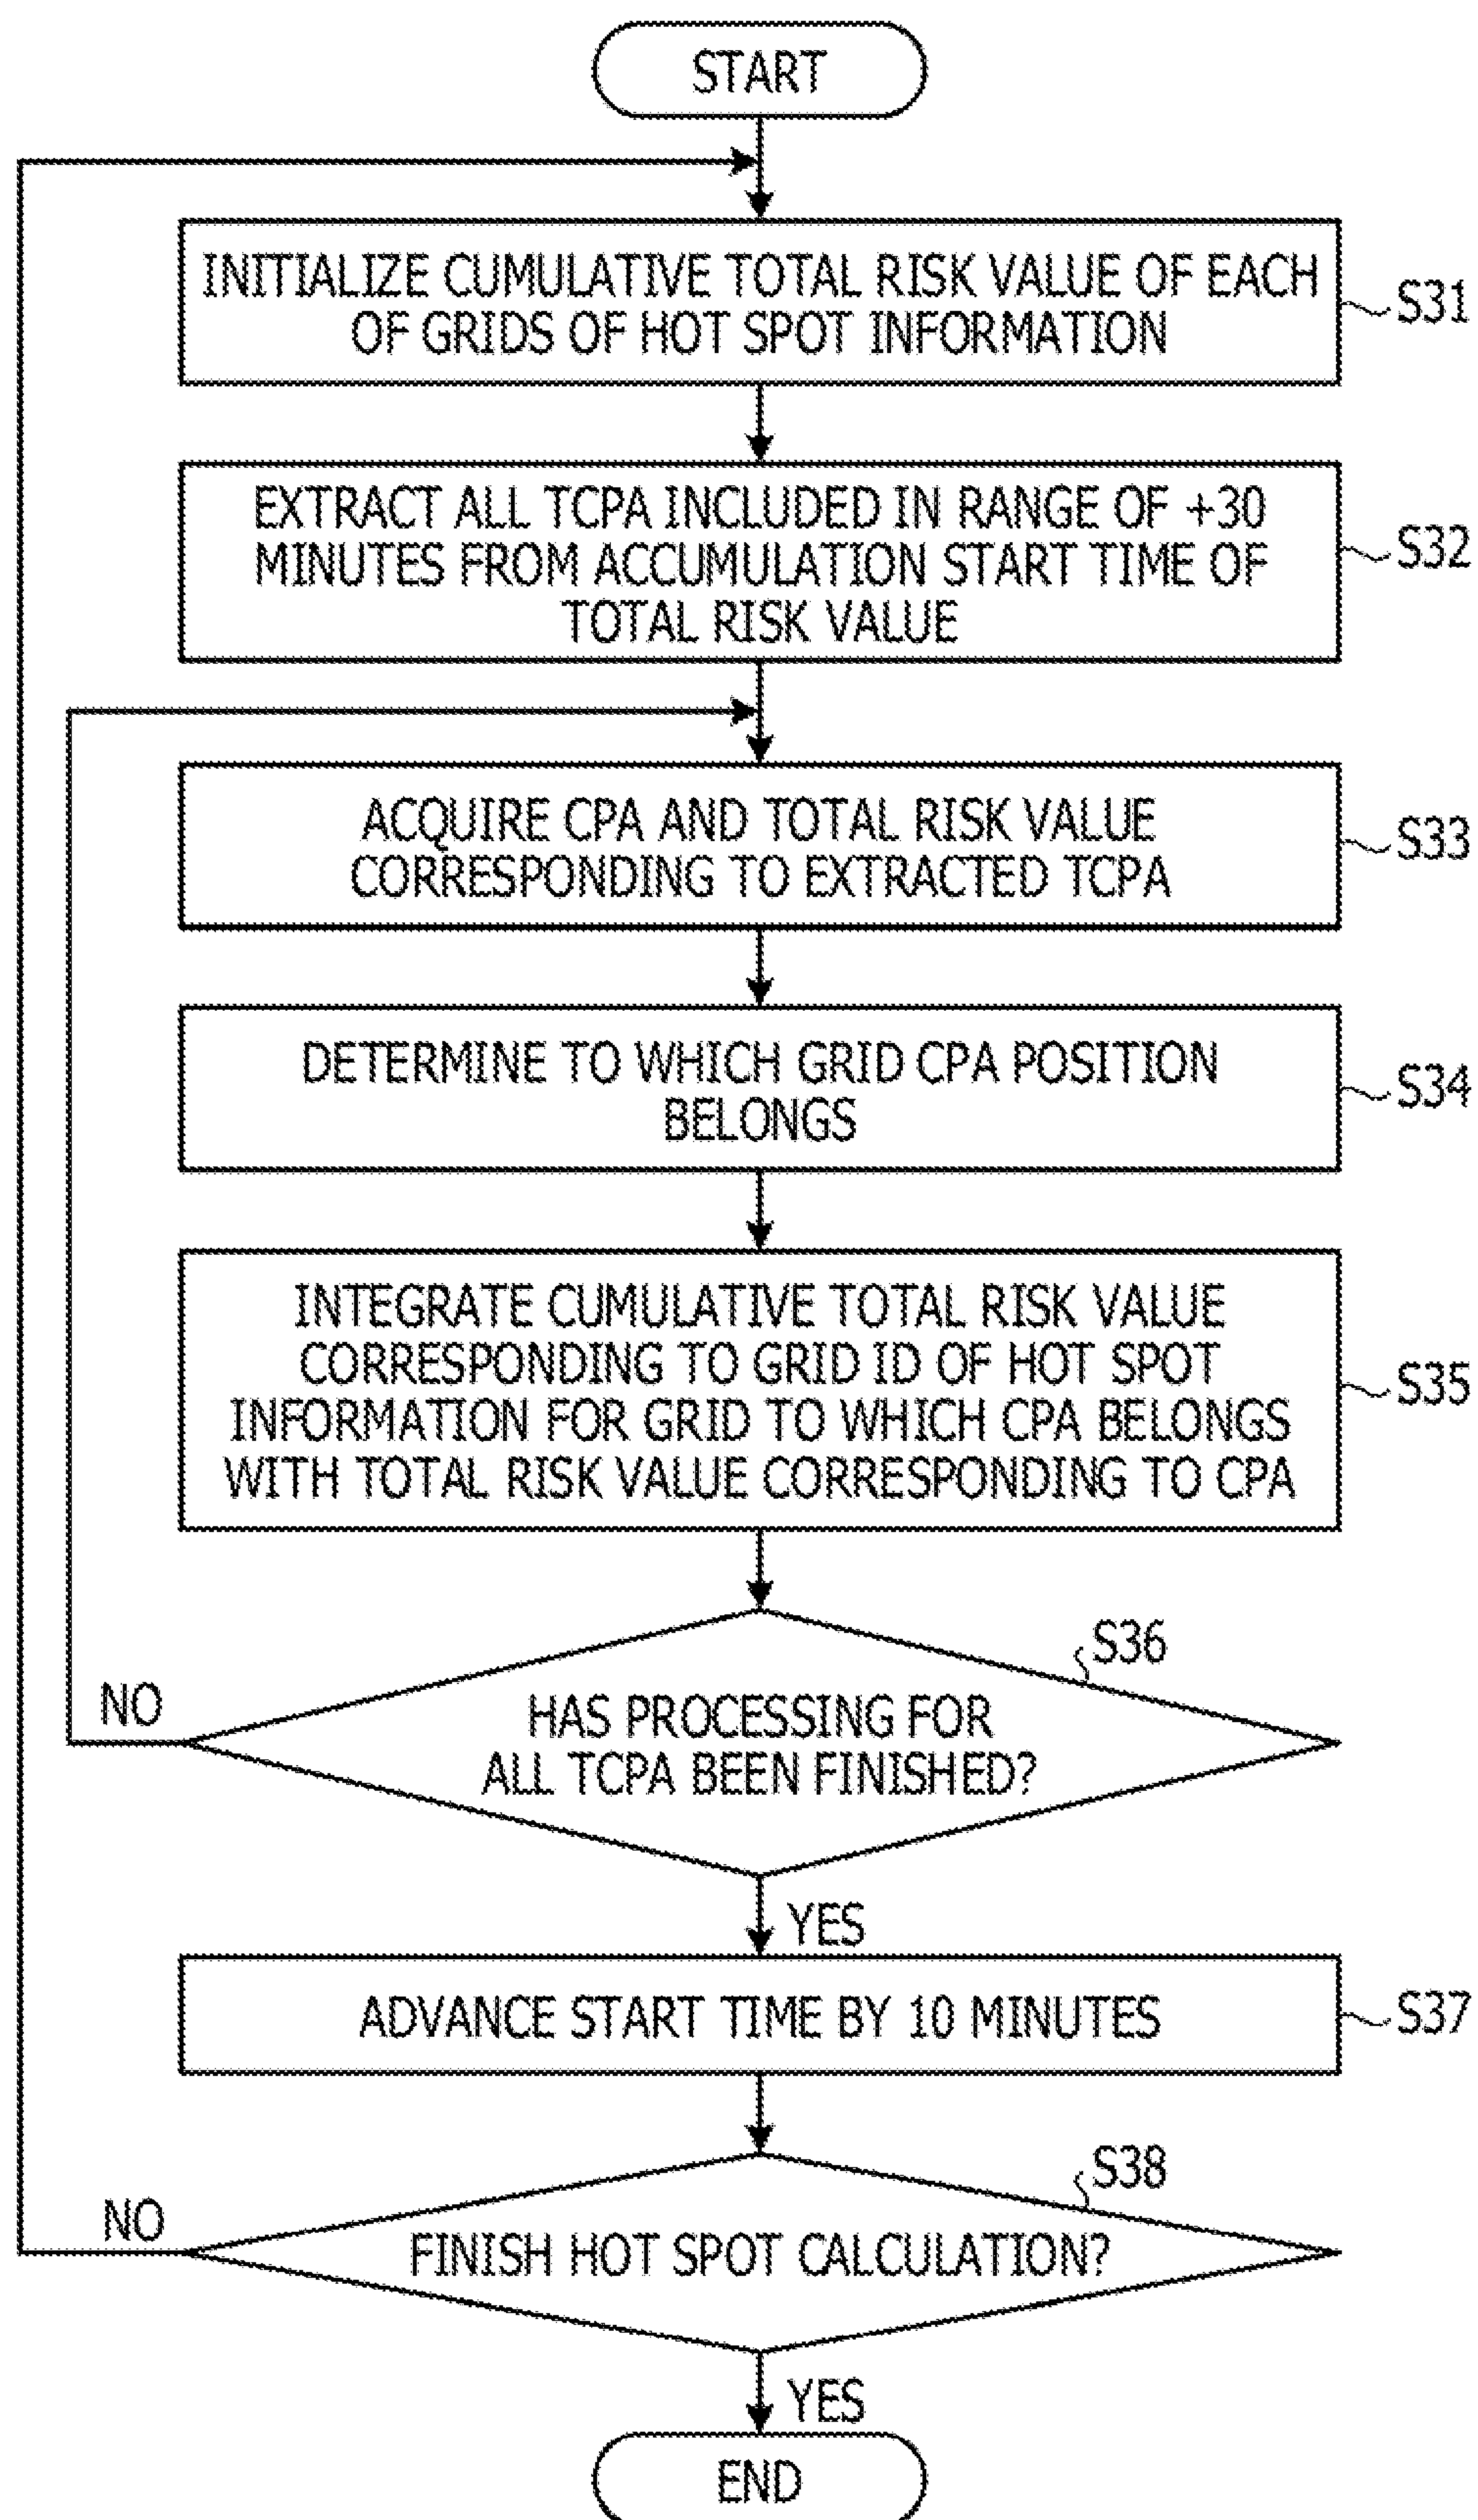 START
INITIALIZE CUMULATIVE TOTAL RISK VALUE OF EACH
OF GRIDS OF HOT SPOT INFORMATION
S31
EXTRACT ALL TCPA INCLUDED IN RANGE OF +30
MINUTES FROM ACCUMULATION START TIME OF
TOTAL RISK VALUE
S32
ACQUIRE CPA AND TOTAL RISK VALUE
CORRESPONDING TO EXTRACTED TCPA
S33
DETERMINE TO WHICH GRID CPA POSITION
BELONGS
S34
INTEGRATE CUMULATIVE TOTAL RISK VALUE
CORRESPONDING TO GRID ID OF HOT SPOT
INFORMATION FOR GRID TO WHICH CPA BELONGS
WITH TOTAL RISK VALUE CORRESPONDING TO CPA
S35
S36
NO
HAS PROCESSING FOR
ALL TCPA BEEN FINISHED?
YES
ADVANCE START TIME BY 10 MINUTES
S37
S38
NO
FINISH HOT SPOT CALCULATION?
YES
END